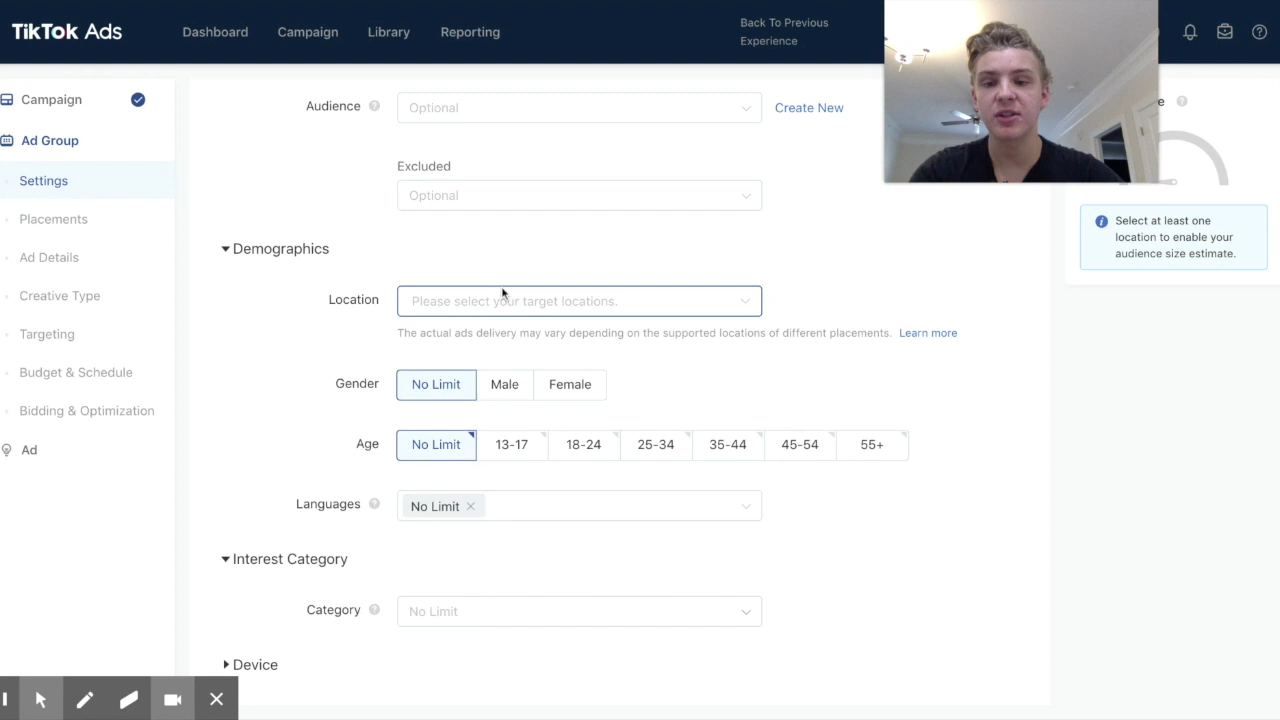 TikTok Ads
Dashboard
Campaign
Library
Reporting
Back To Previous
Experience
Campaign
Ad Group
Settings
Placements
Ad Details
Creative Type
Targeting
Budget & Schedule
Bidding & Optimization
Ad
Audience
Optional
Create New
Excluded
Optional
Demographics
Location
Please select your target locations.
The actual ads delivery may vary depending on the supported locations of different placements. Learn more
Gender
No Limit
Male
Female
Age
No Limit
13-17
18-24
25-34
35-44
45-54
55+
Languages
No Limit
Interest Category
Category
No Limit
Device
Select at least one
location to enable your
audience size estimate.